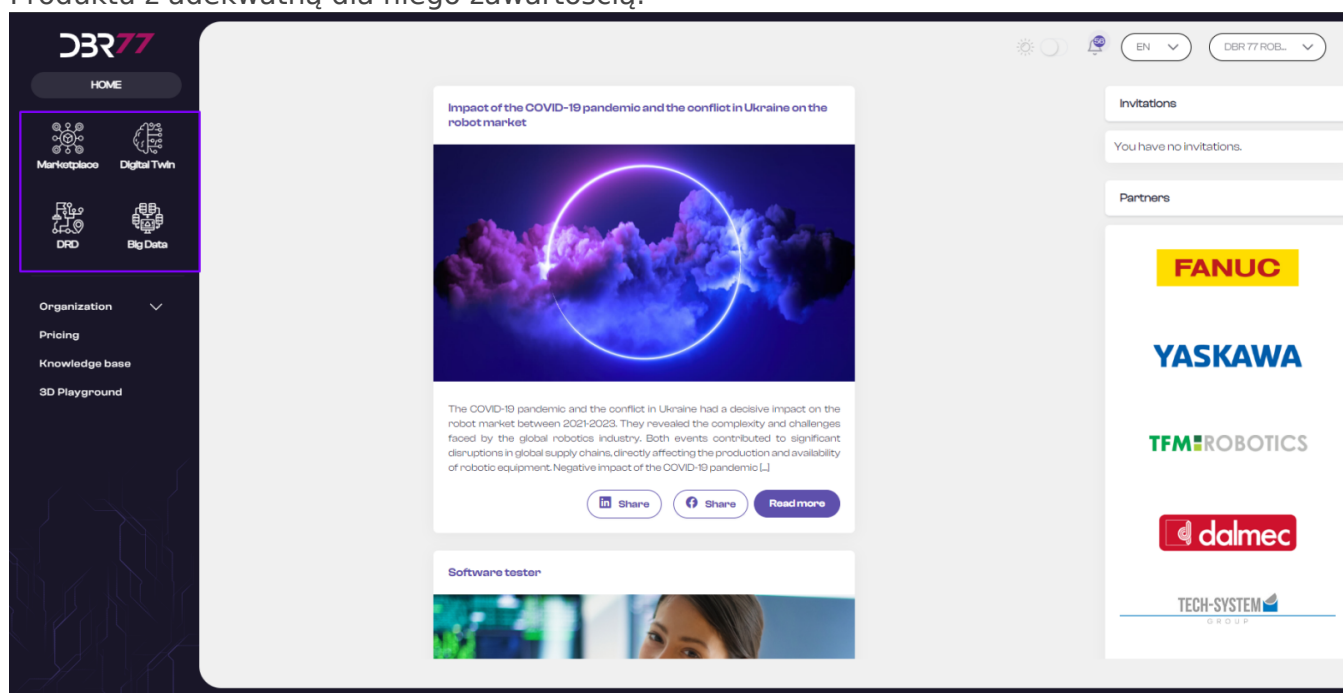 Produktu z adekwatną dla niego zawartością.
DBR77
HOME
Marketplace
Digital Twin
DRD
Big Data
Organization
Pricing
Knowledge base
3D Playground
EN
DBR 77 ROB...
Impact of the COVID-19 pandemic and the conflict in Ukraine on the
robot market
The COVID-19 pandemic and the conflict in Ukraine had a decisive impact on the
robot market between 2021-2023. They revealed the complexity and challenges
faced by the global robotics industry. Both events contributed to significant
disruptions in global supply chains, directly affecting the production and availability
of robotic equipment. Negative impact of the COVID-19 pandemic [...]
Share
Share
Read more
Software tester
Invitations
You have no invitations.
Partners
FANUC
YASKAWA
TFM ROBOTICS
dalmec
TECH-SYSTEM
GROUP